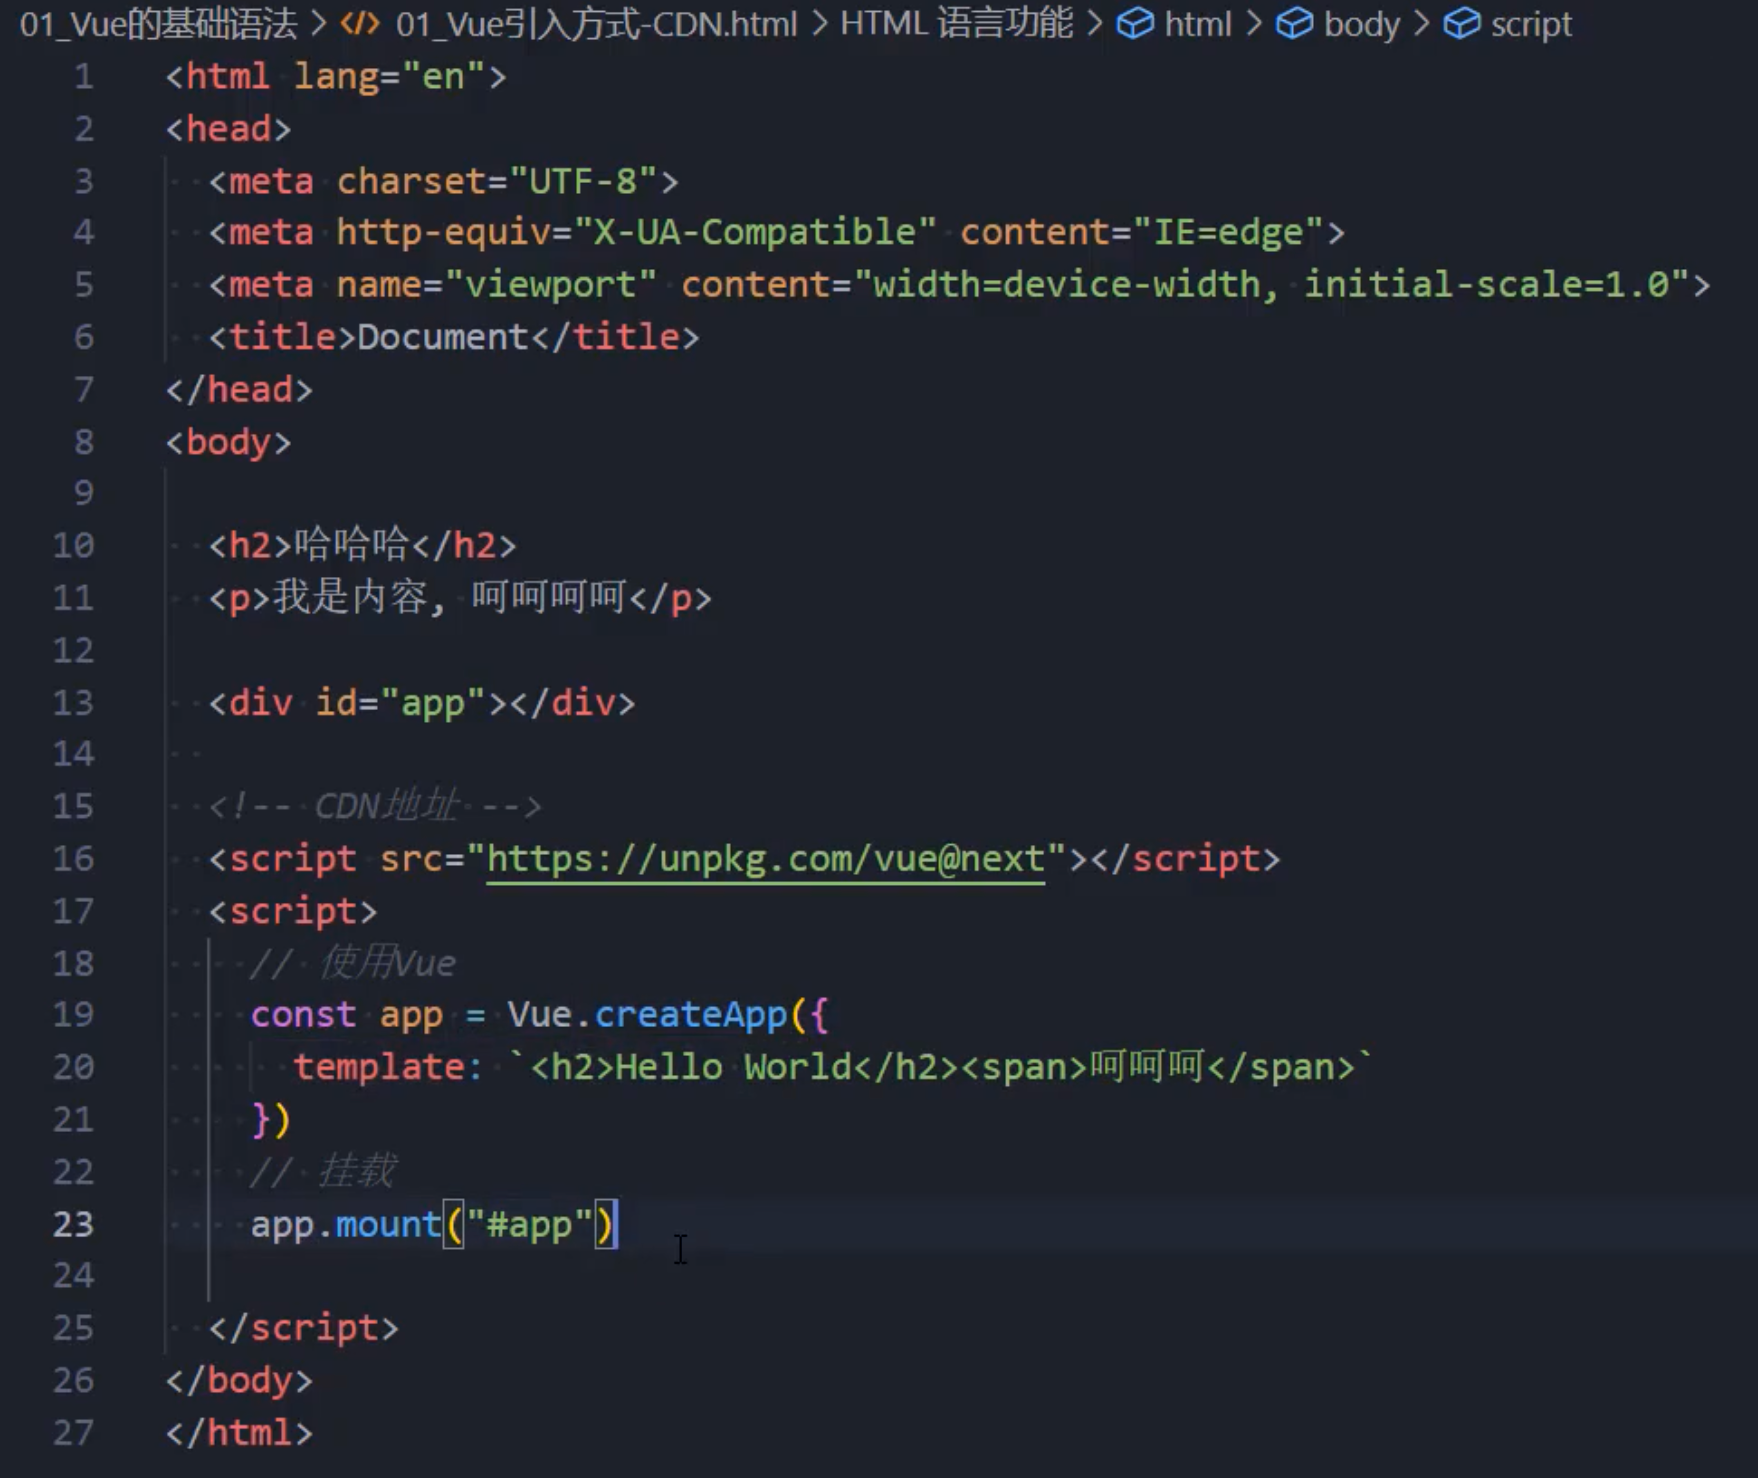 01_Vue的基础语法 > </> 01_Vue引入方式-CDN.html > HTML 语言功能 > html > body > script
1 <html lang="en">
2 <head>
3 <meta charset="UTF-8">
4 <meta http-equiv="X-UA-Compatible" content="IE=edge">
5 <meta name="viewport" content="width=device-width, initial-scale=1.0">
6 <title>Document</title>
7 </head>
8 <body>
9
10 <h2>哈哈哈</h2>
11 <p>我是内容, 呵呵呵呵</p>
12
13 <div id="app"></div>
14
15 <!-- CDN地址 -->
16 <script src="https://unpkg.com/vue@next"></script>
17 <script>
18 // 使用Vue
19 const app = Vue.createApp({
20 template: `<h2>Hello World</h2><span>呵呵呵</span>`
21 })
22 // 挂载
23 app.mount("#app")
24
25 </script>
26 </body>
27 </html>